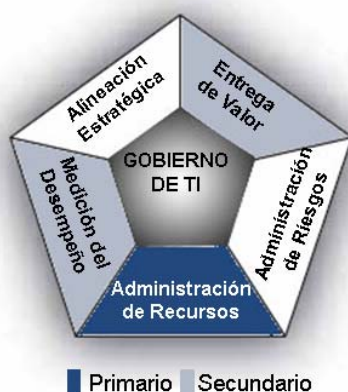 Alineación
Estratégica
Entrega
de Valor
GOBIERNO
DE TI
Medición del
Desempeño
Administración
de Riesgos
Administración
de Recursos
Primario Secundario